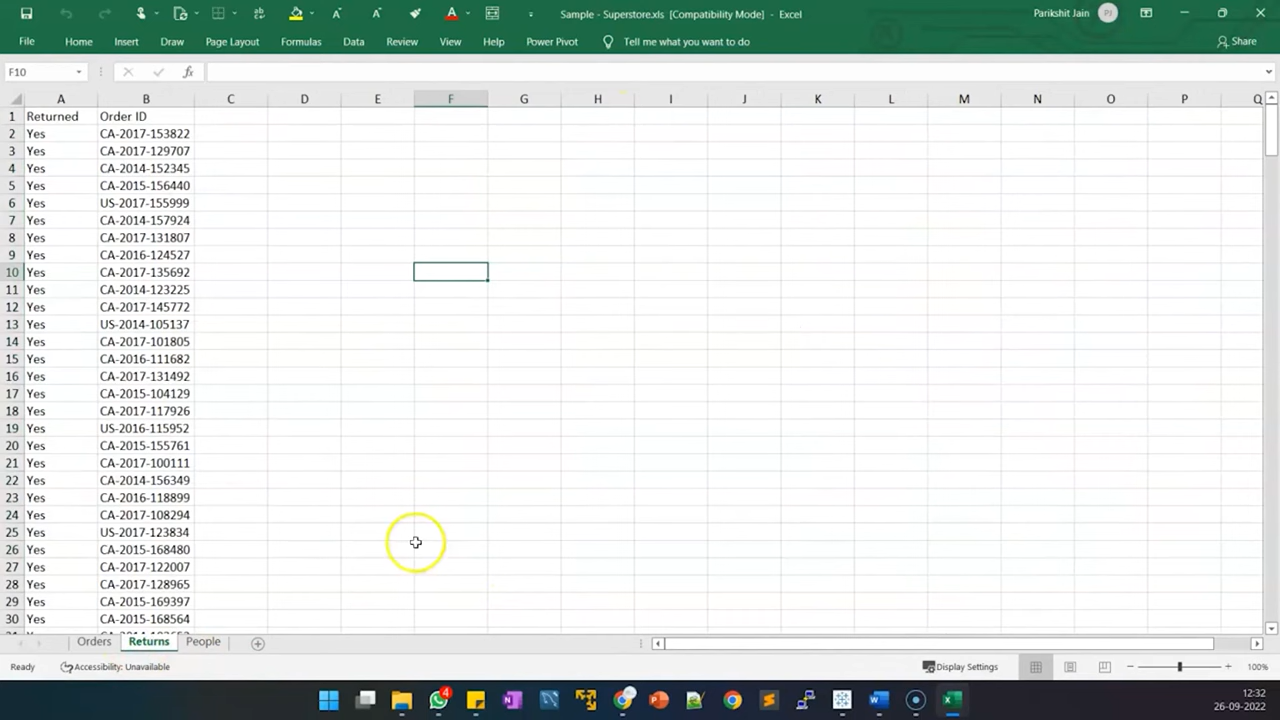 Sample - Superstore.xls [Compatibility Mode] - Excel
Parikshit Jain
PJ
File Home Insert Draw Page Layout Formulas Data Review View Help Power Pivot Tell me what you want to do Share
F10
A B C D E F G H I J K L M N O P Q
1 Returned Order ID
2 Yes CA-2017-153822
3 Yes CA-2017-129707
4 Yes CA-2014-152345
5 Yes CA-2015-156440
6 Yes US-2017-155999
7 Yes CA-2014-157924
8 Yes CA-2017-131807
9 Yes CA-2016-124527
10 Yes CA-2017-135692
11 Yes CA-2014-123225
12 Yes CA-2017-145772
13 Yes US-2014-105137
14 Yes CA-2017-101805
15 Yes CA-2016-111682
16 Yes CA-2017-131492
17 Yes CA-2015-104129
18 Yes CA-2017-117926
19 Yes US-2016-115952
20 Yes CA-2015-155761
21 Yes CA-2017-100111
22 Yes CA-2014-156349
23 Yes CA-2016-118899
24 Yes CA-2017-108294
25 Yes US-2017-123834
26 Yes CA-2015-168480
27 Yes CA-2017-122007
28 Yes CA-2017-128965
29 Yes CA-2015-169397
30 Yes CA-2015-168564
Orders Returns People
Ready Accessibility: Unavailable Display Settings 100%
4
12:32
26-09-2022